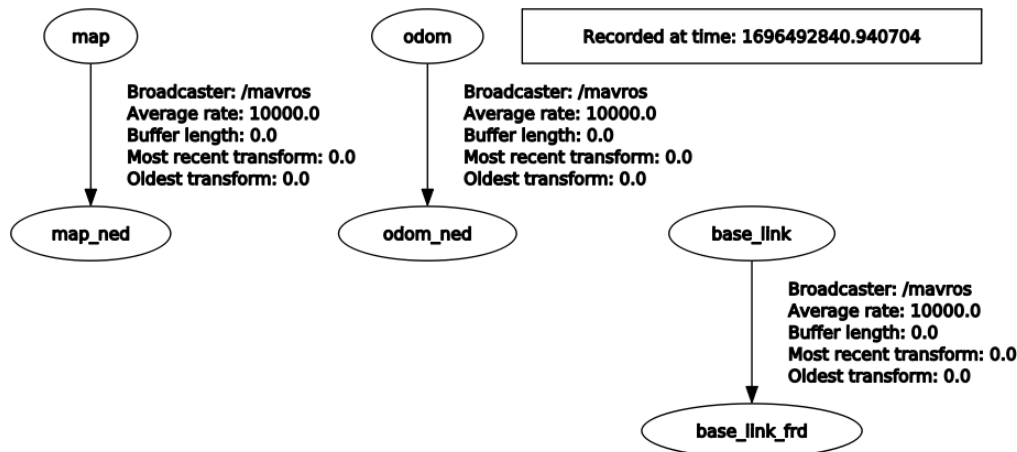 map
odom
Recorded at time: 1696492840.940704
Broadcaster: /mavros
Average rate: 10000.0
Buffer length: 0.0
Most recent transform: 0.0
Oldest transform: 0.0
Broadcaster: /mavros
Average rate: 10000.0
Buffer length: 0.0
Most recent transform: 0.0
Oldest transform: 0.0
map_ned
odom_ned
base_link
Broadcaster: /mavros
Average rate: 10000.0
Buffer length: 0.0
Most recent transform: 0.0
Oldest transform: 0.0
base_link_frd